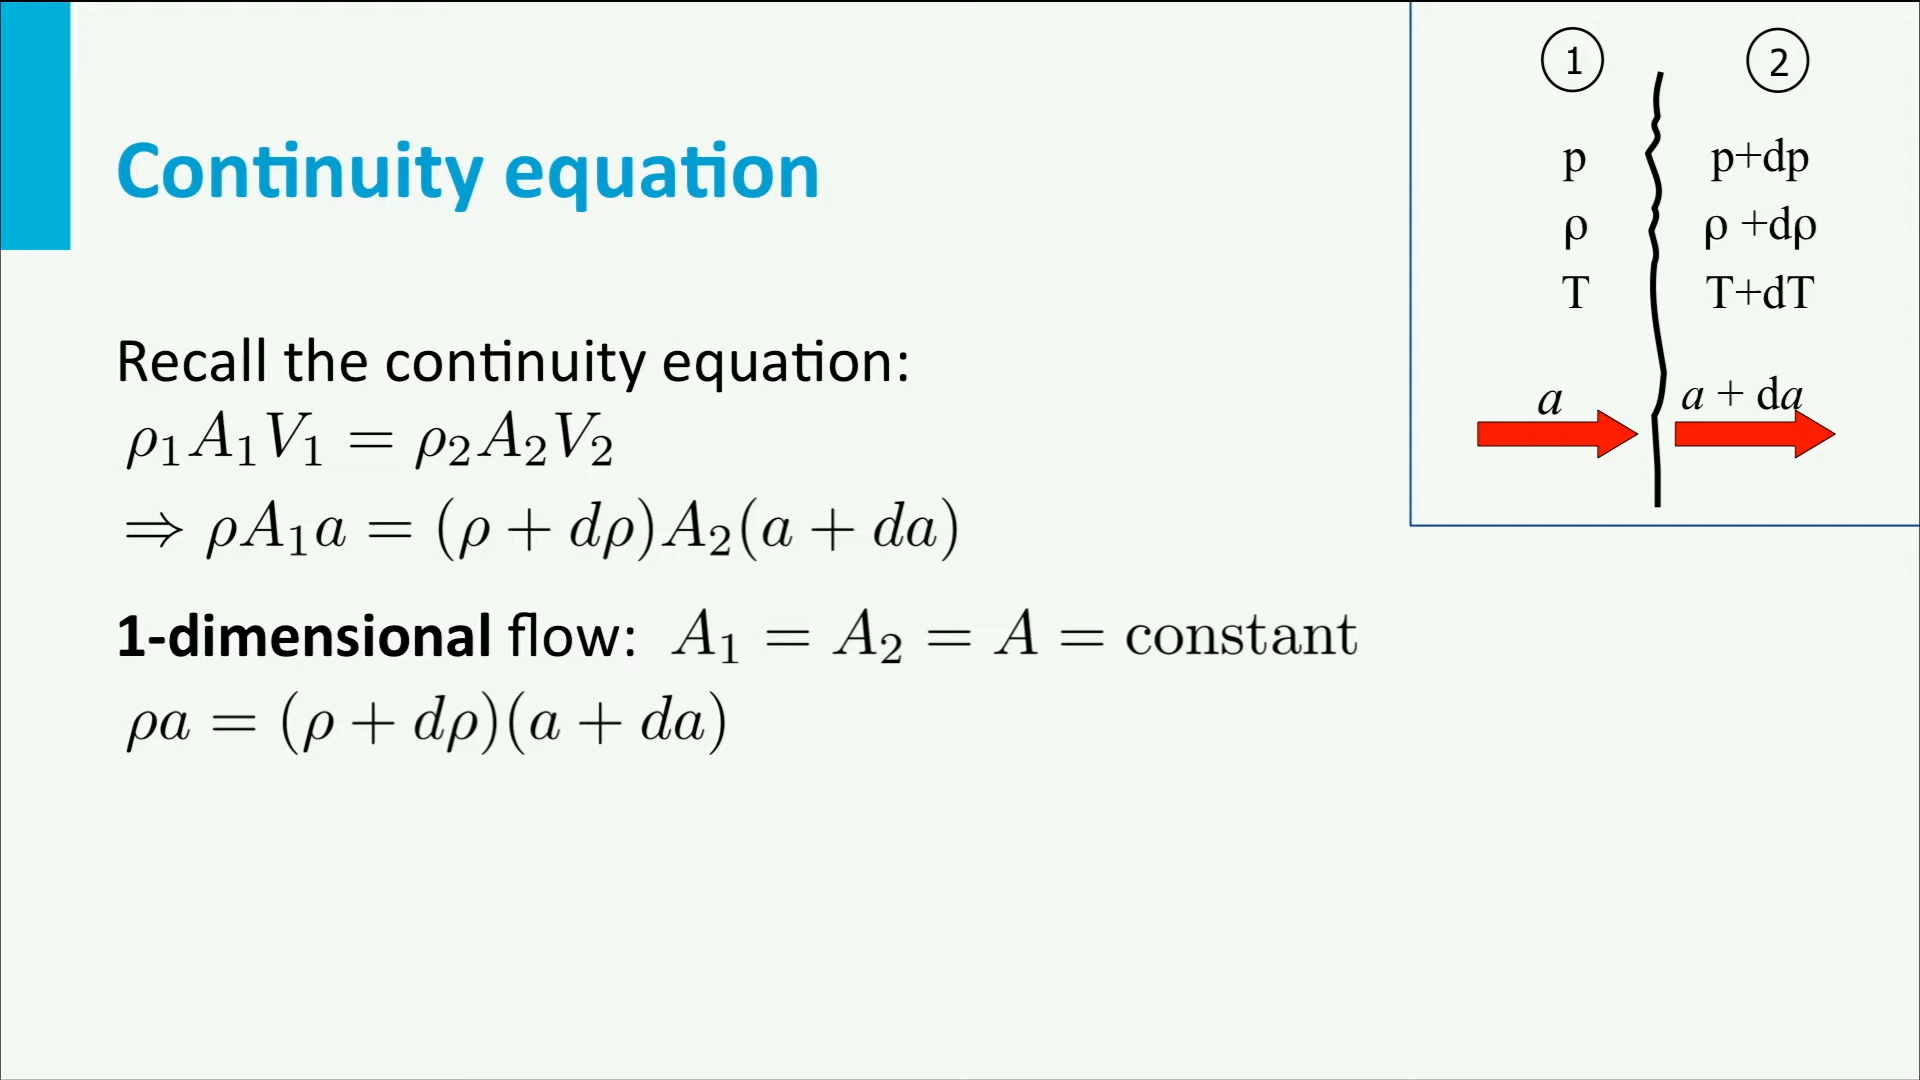 Continuity equation
Recall the continuity equation:
ρ₁A₁V₁ = ρ₂A₂V₂
⇒ ρA₁a = (ρ + dρ)A₂(a + da)
1-dimensional flow: A₁ = A₂ = A = constant
ρa = (ρ + dρ)(a + da)
1 2
p p+dp
ρ ρ +dρ
T T+dT
a a + da